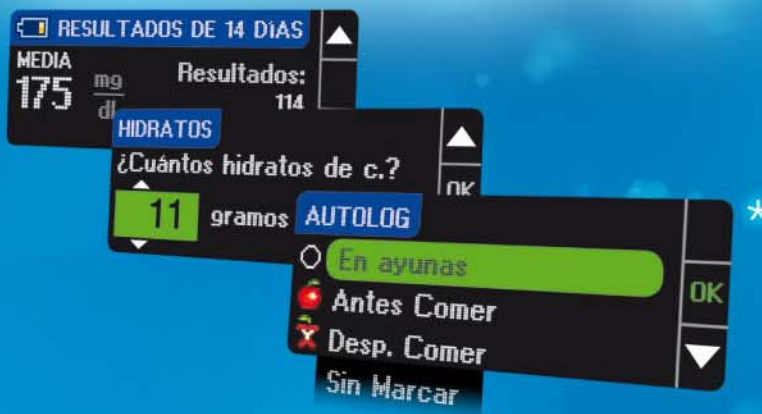 RESULTADOS DE 14 DíAS
MEDIA
175 mg
dl
Resultados:
114
HIDRATOS
¿Cuántos hidratos de c.?
OK
11 gramos
AUTOLOG
En ayunas
Antes Comer
OK
Desp. Comer
Sin Marcar
*